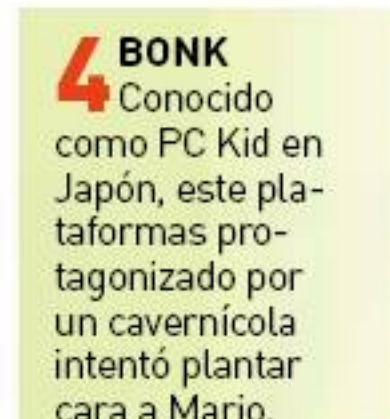 4 BONK
Conocido
como PC Kid en
Japón, este pla-
taformas pro-
tagonizado por
un cavernícola
intentó plantar
cara a Mario.